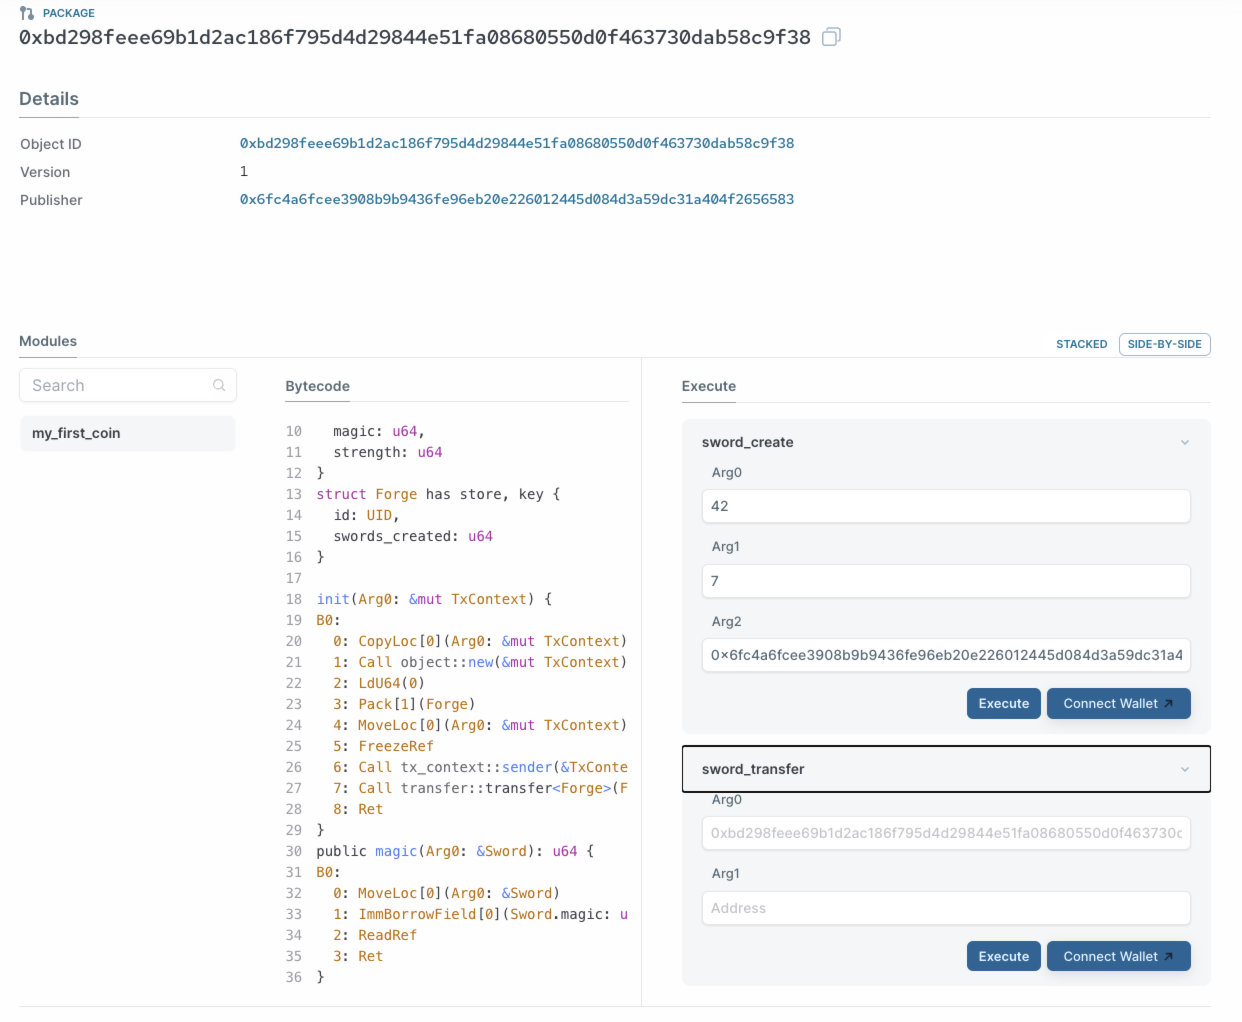 PACKAGE
0xbd298feee69b1d2ac186f795d4d29844e51fa08680550d0f463730dab58c9f38
Details
Object ID 0xbd298feee69b1d2ac186f795d4d29844e51fa08680550d0f463730dab58c9f38
Version 1
Publisher 0x6fc4a6fcee3908b9b9436fe96eb20e226012445d084d3a59dc31a404f2656583
Modules
STACKED SIDE-BY-SIDE
Search
my_first_coin
Bytecode
10 magic: u64,
11 strength: u64
12 }
13 struct Forge has store, key {
14 id: UID,
15 swords_created: u64
16 }
17
18 init(Arg0: &mut TxContext) {
19 B0:
20 0: CopyLoc[0](Arg0: &mut TxContext)
21 1: Call object::new(&mut TxContext)
22 2: LdU64(0)
23 3: Pack[1](Forge)
24 4: MoveLoc[0](Arg0: &mut TxContext)
25 5: FreezeRef
26 6: Call tx_context::sender(&TxConte
27 7: Call transfer::transfer<Forge>(F
28 8: Ret
29 }
30 public magic(Arg0: &Sword): u64 {
31 B0:
32 0: MoveLoc[0](Arg0: &Sword)
33 1: ImmBorrowField[0](Sword.magic: u
34 2: ReadRef
35 3: Ret
36 }
Execute
sword_create
Arg0
42
Arg1
7
Arg2
0x6fc4a6fcee3908b9b9436fe96eb20e226012445d084d3a59dc31a4
Execute Connect Wallet
sword_transfer
Arg0
0xbd298feee69b1d2ac186f795d4d29844e51fa08680550d0f463730c
Arg1
Address
Execute Connect Wallet